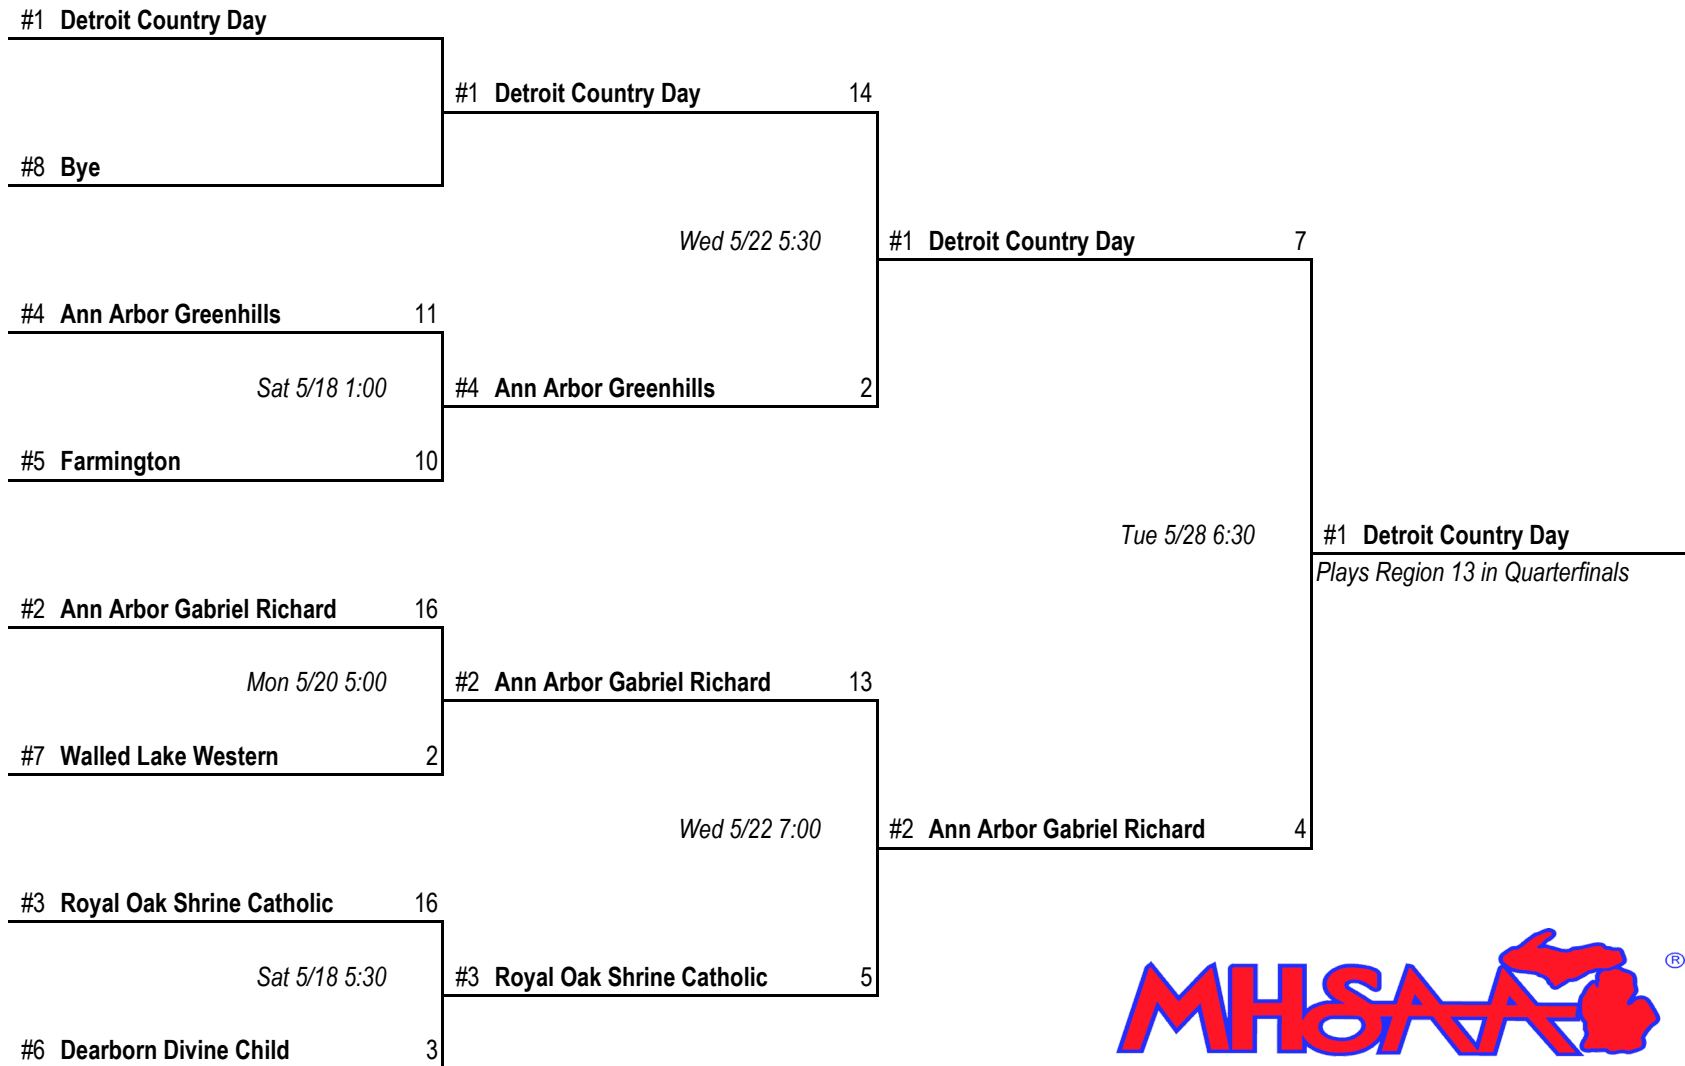 #1 Detroit Country Day
#1 Detroit Country Day 14
#8 Bye
Wed 5/22 5:30
#1 Detroit Country Day 7
#4 Ann Arbor Greenhills 11
Sat 5/18 1:00
#4 Ann Arbor Greenhills 2
#5 Farmington 10
Tue 5/28 6:30
#1 Detroit Country Day
Plays Region 13 in Quarterfinals
#2 Ann Arbor Gabriel Richard 16
Mon 5/20 5:00
#2 Ann Arbor Gabriel Richard 13
#7 Walled Lake Western 2
Wed 5/22 7:00
#2 Ann Arbor Gabriel Richard 4
#3 Royal Oak Shrine Catholic 16
Sat 5/18 5:30
#3 Royal Oak Shrine Catholic 5
#6 Dearborn Divine Child 3
MHSAA ®